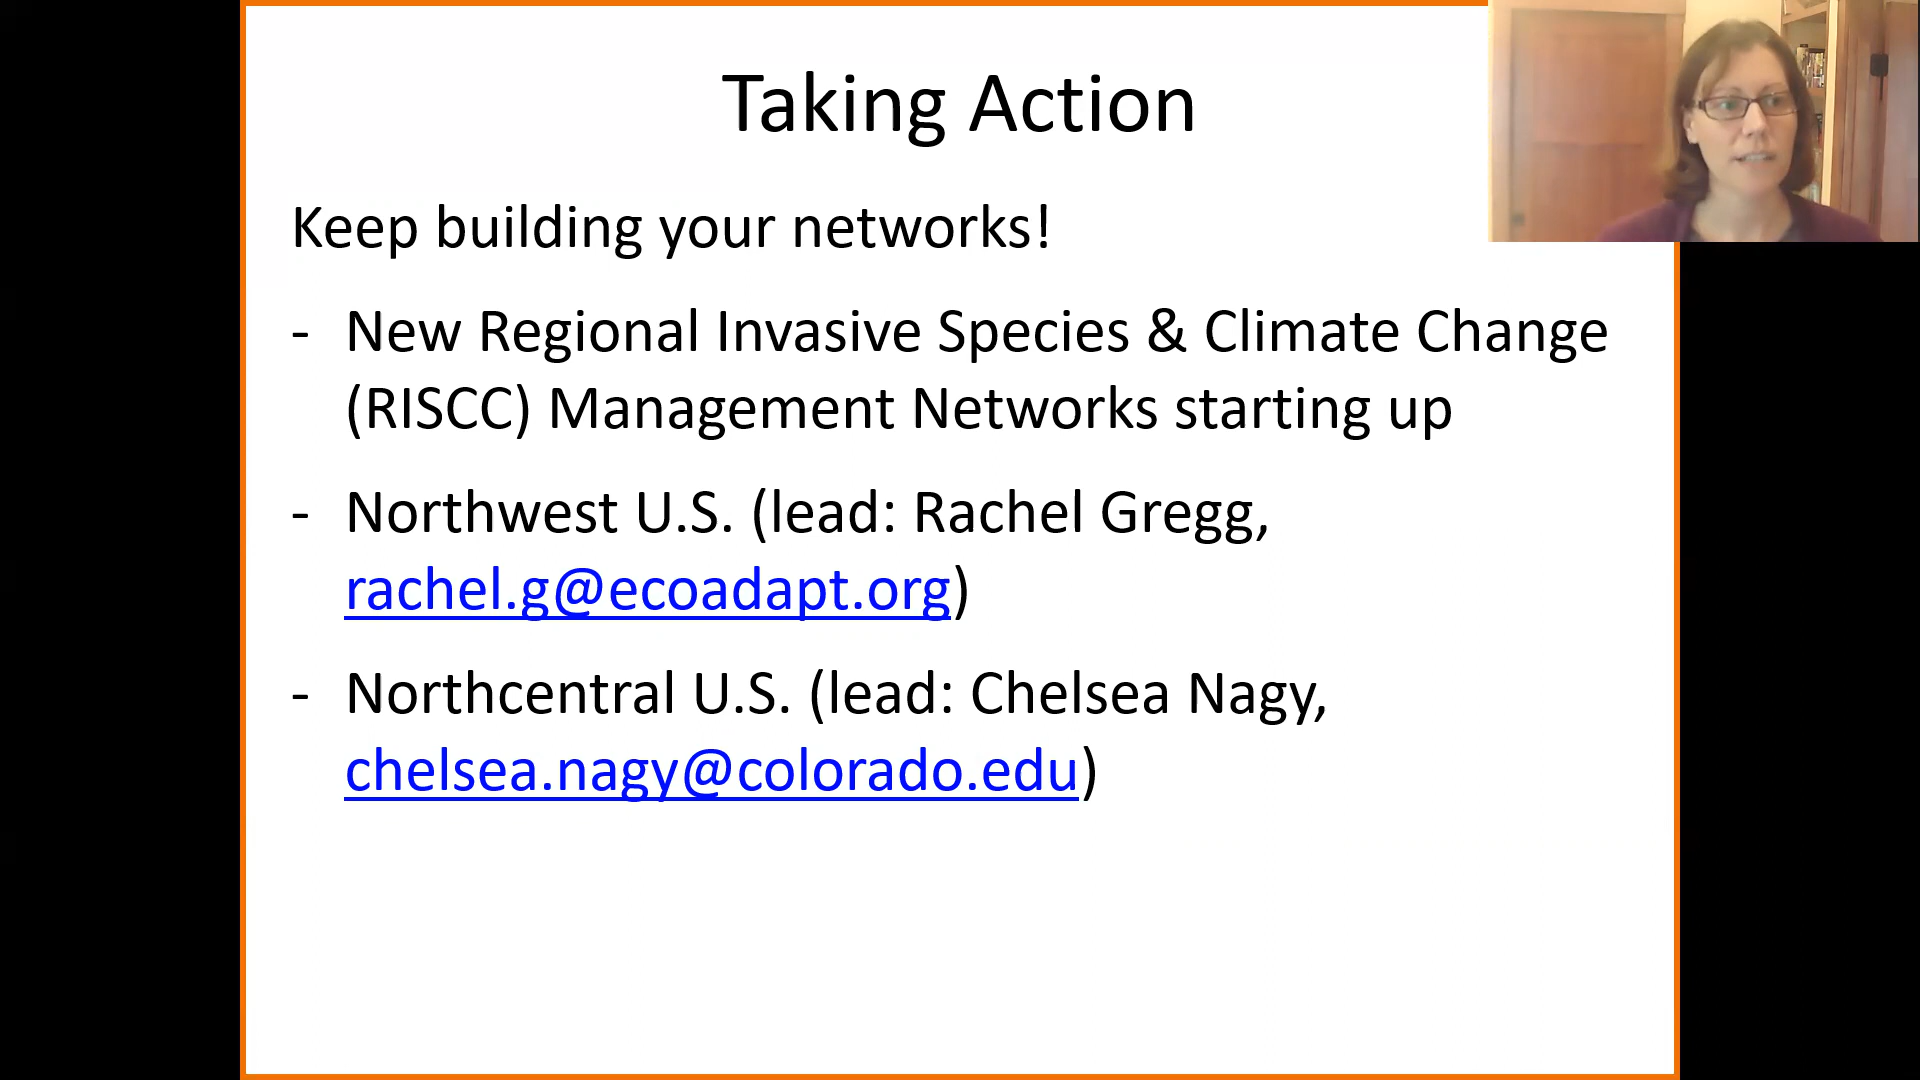 Taking Action
Keep building your networks!
- New Regional Invasive Species & Climate Change
(RISCC) Management Networks starting up
- Northwest U.S. (lead: Rachel Gregg,
rachel.g@ecoadapt.org)
- Northcentral U.S. (lead: Chelsea Nagy,
chelsea.nagy@colorado.edu)